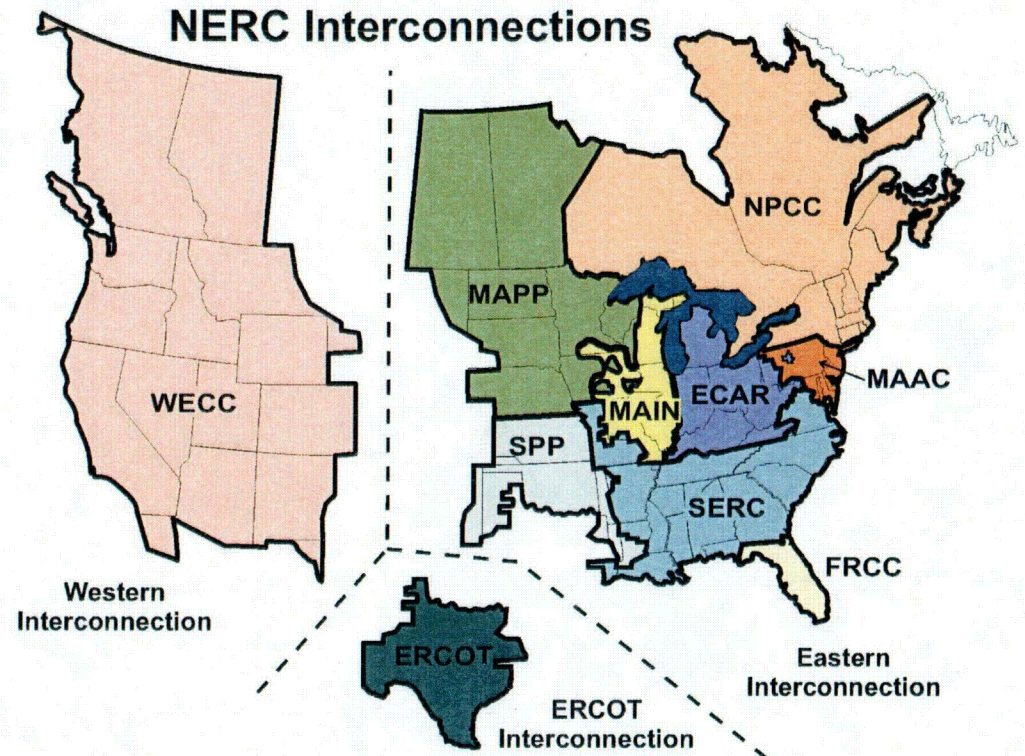 NERC Interconnections
NPCC
MAPP
MAAC
WECC
MAIN
ECAR
SPP
SERC
FRCC
Western
Interconnection
ERCOT
Eastern
Interconnection
ERCOT
Interconnection